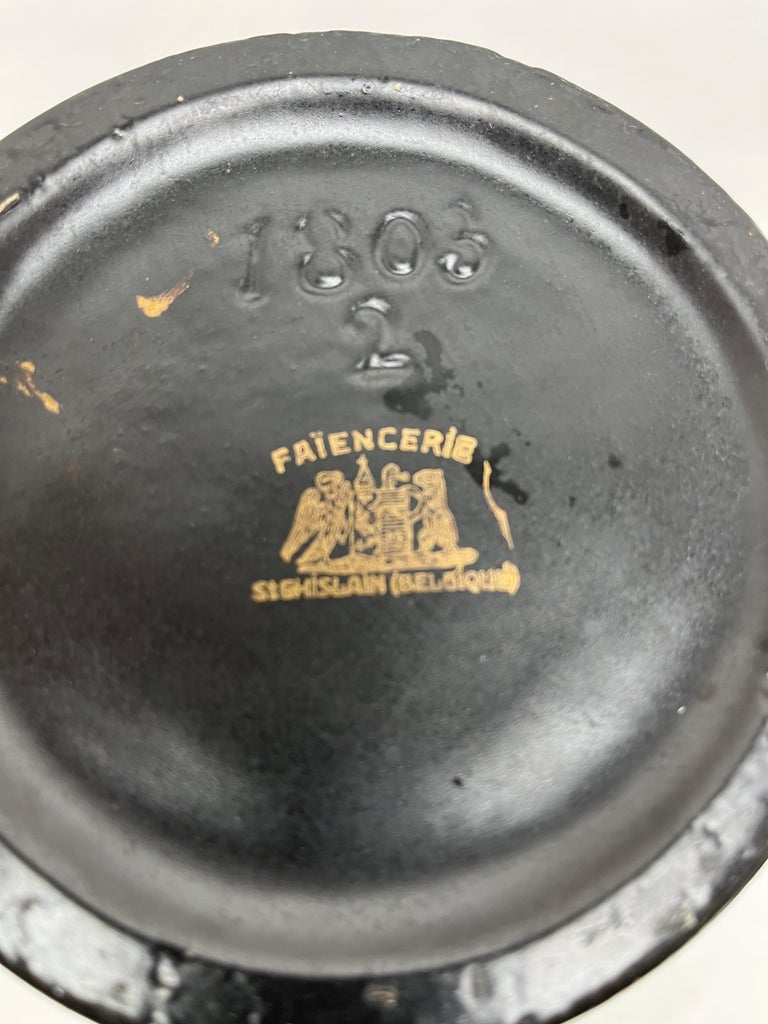 1803
2
FAÏENCERIE
St GHISLAIN (BELGIQUE)